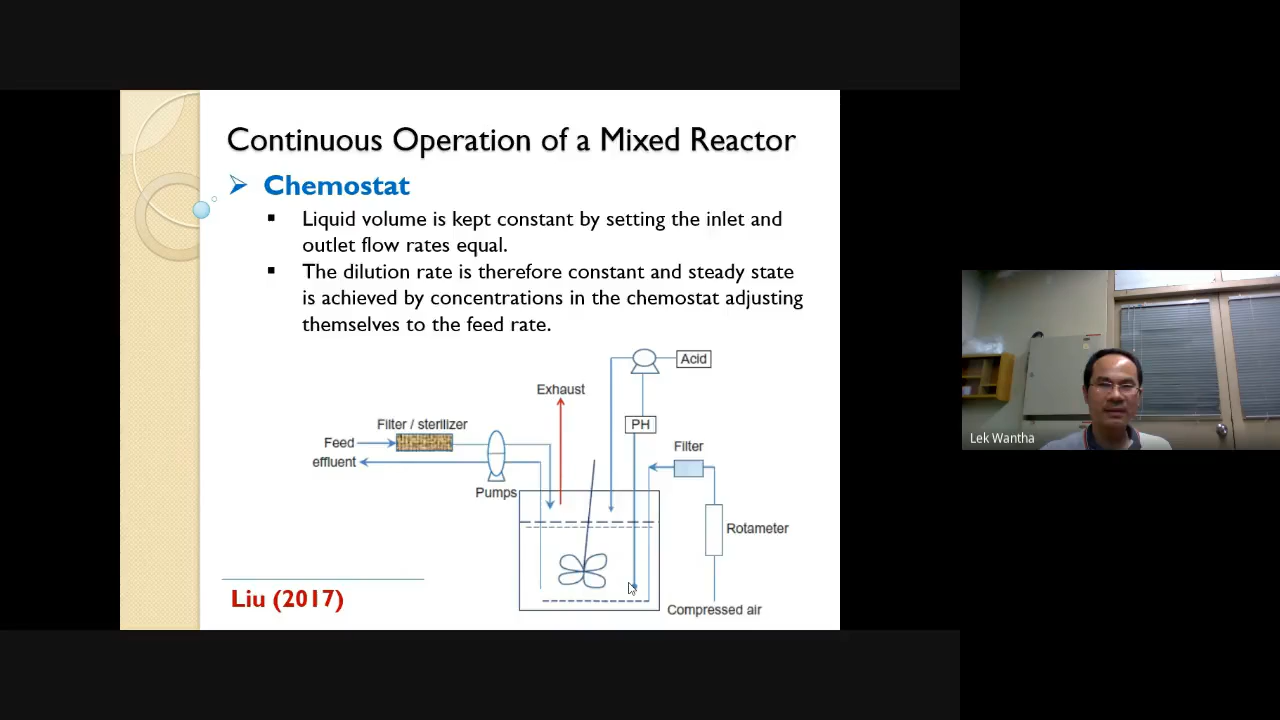 Continuous Operation of a Mixed Reactor
Chemostat
Liquid volume is kept constant by setting the inlet and
outlet flow rates equal.
The dilution rate is therefore constant and steady state
is achieved by concentrations in the chemostat adjusting
themselves to the feed rate.
Acid
Exhaust
PH
Filter / sterilizer
Feed
effluent
Filter
Pumps
Rotameter
Compressed air
Liu (2017)
Lek Wantha